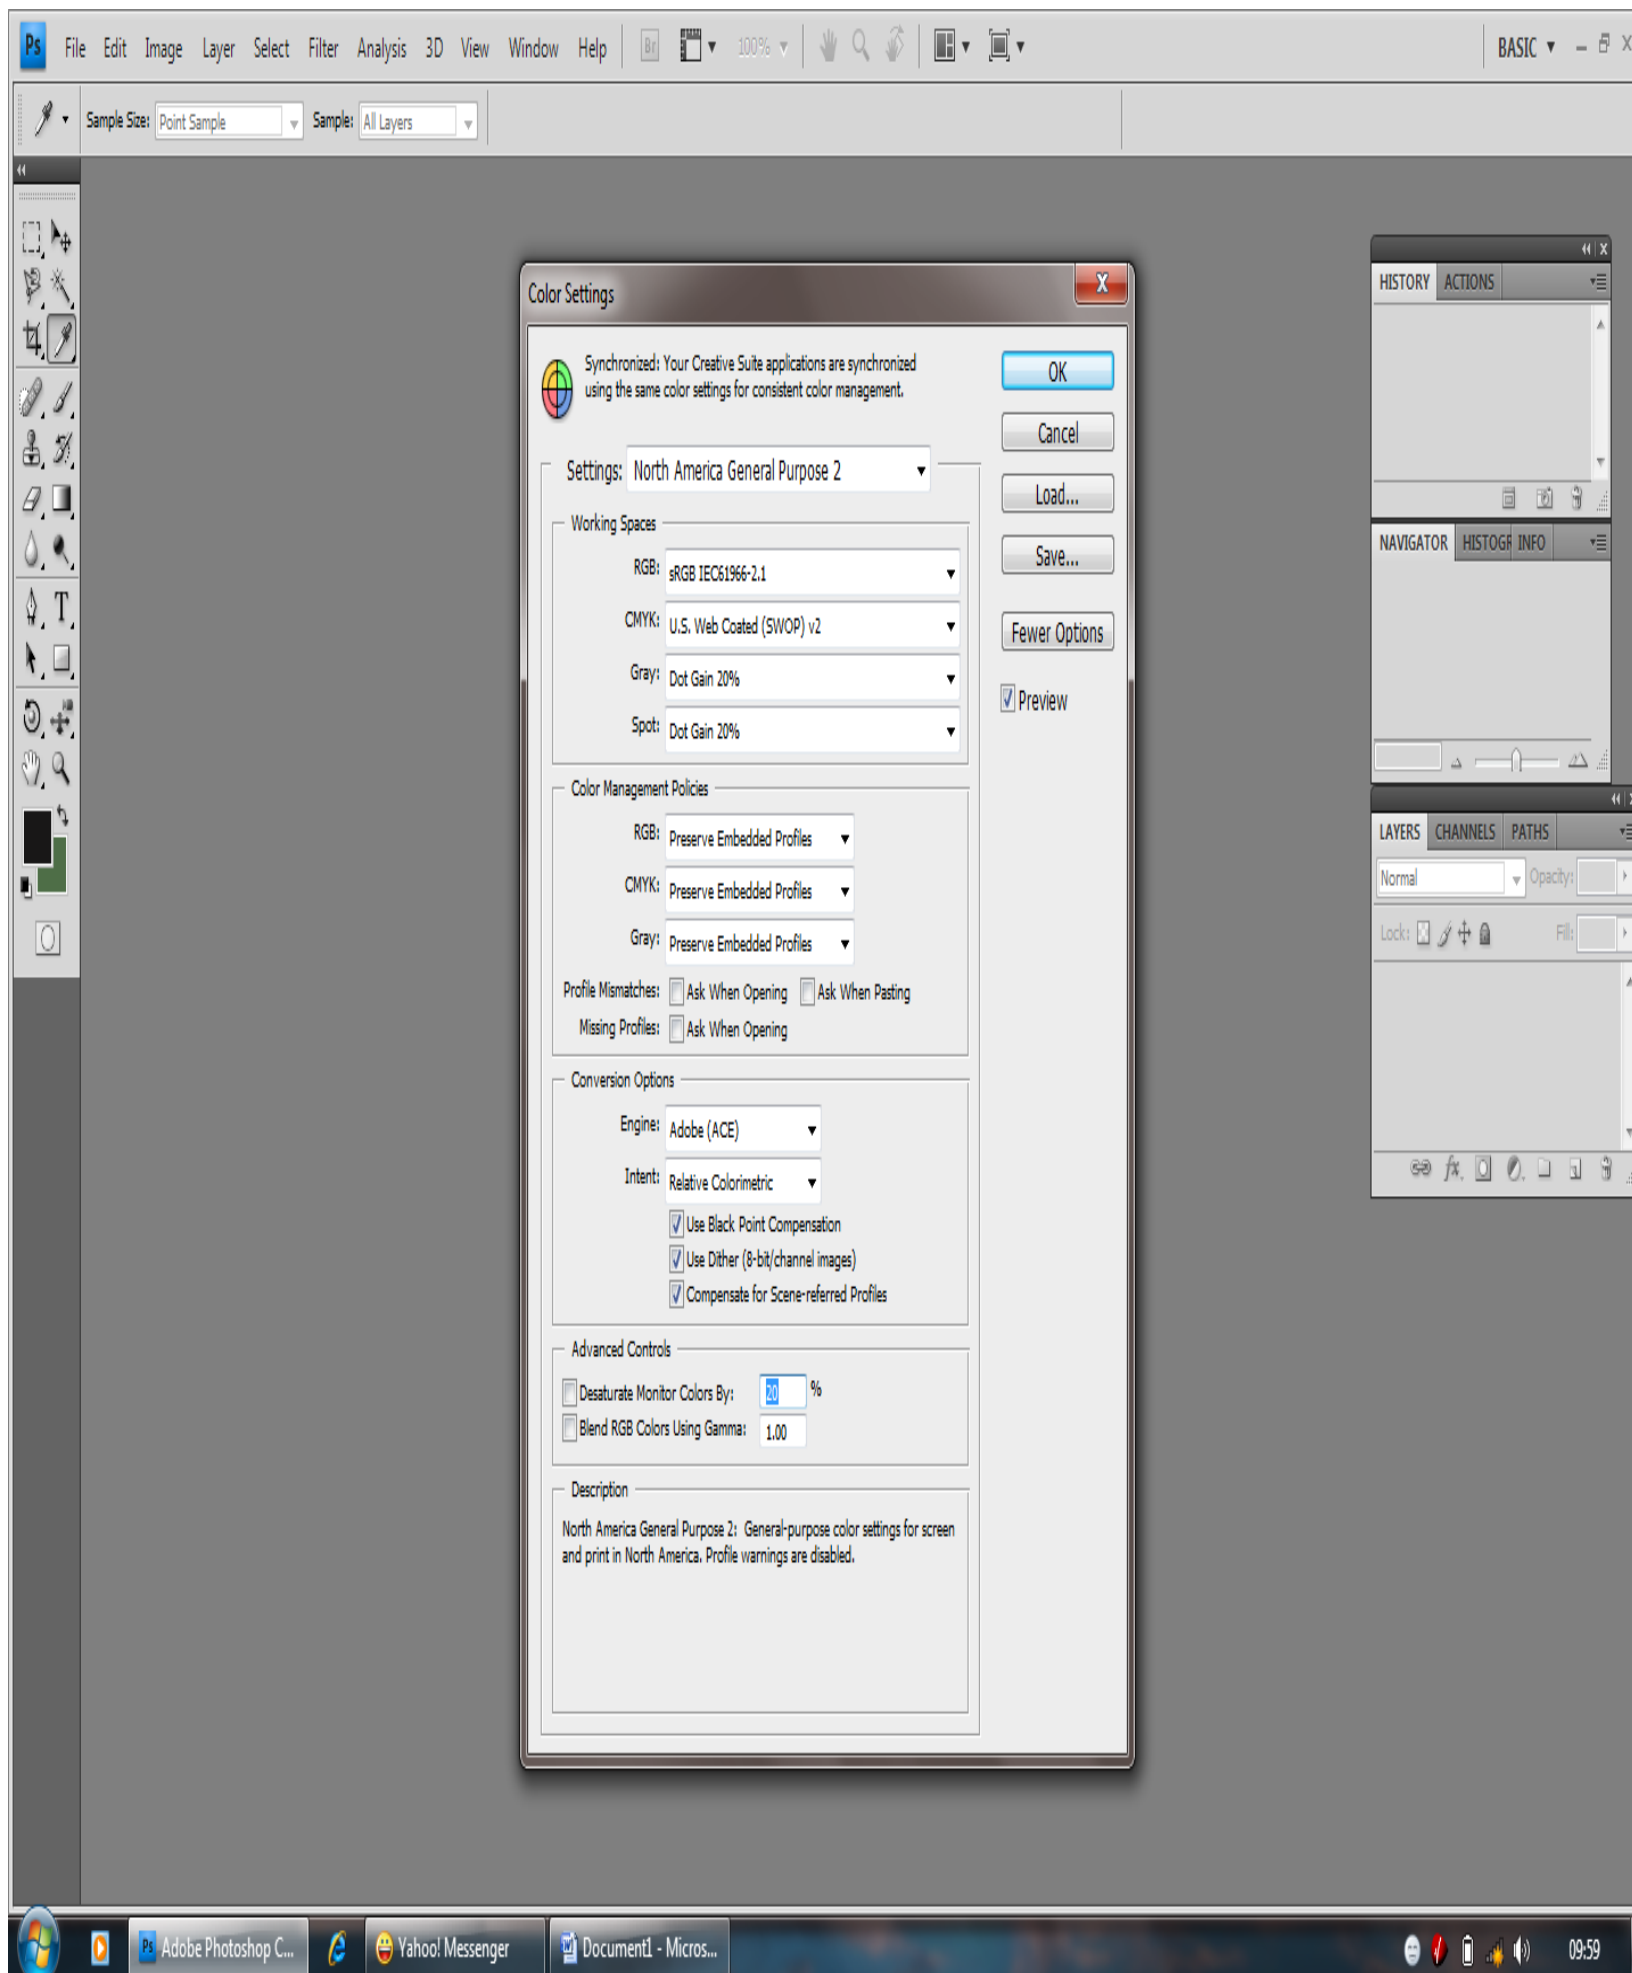 Ps File Edit Image Layer Select Filter Analysis 3D View Window Help Br 100% BASIC
Sample Size: Point Sample Sample: All Layers
HISTORY ACTIONS
Color Settings
Synchronized: Your Creative Suite applications are synchronized
using the same color settings for consistent color management.
OK
Cancel
Settings: North America General Purpose 2
Load...
Working Spaces
Save...
RGB: sRGB IEC61966-2.1
CMYK: U.S. Web Coated (SWOP) v2
Fewer Options
Gray: Dot Gain 20%
Preview
Spot: Dot Gain 20%
Color Management Policies
RGB: Preserve Embedded Profiles
CMYK: Preserve Embedded Profiles
Gray: Preserve Embedded Profiles
Profile Mismatches: Ask When Opening Ask When Pasting
Missing Profiles: Ask When Opening
Conversion Options
Engine: Adobe (ACE)
Intent: Relative Colorimetric
Use Black Point Compensation
Use Dither (8-bit/channel images)
Compensate for Scene-referred Profiles
Advanced Controls
Desaturate Monitor Colors By: 20 %
Blend RGB Colors Using Gamma: 1.00
Description
North America General Purpose 2: General-purpose color settings for screen
and print in North America. Profile warnings are disabled.
NAVIGATOR HISTOGR INFO
LAYERS CHANNELS PATHS
Normal Opacity:
Lock: Fill:
fx
T
Ps Adobe Photoshop C... Yahoo! Messenger Document1 - Micros... 09:59